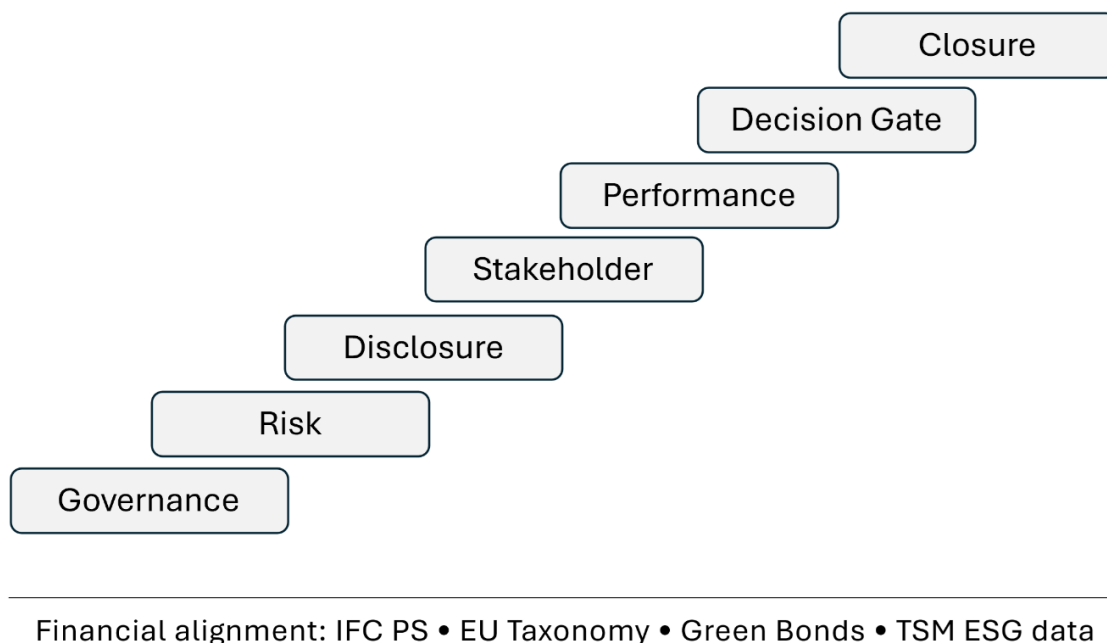 Closure
Decision Gate
Performance
Stakeholder
Disclosure
Risk
Governance
Financial alignment: IFC PS • EU Taxonomy • Green Bonds • TSM ESG data